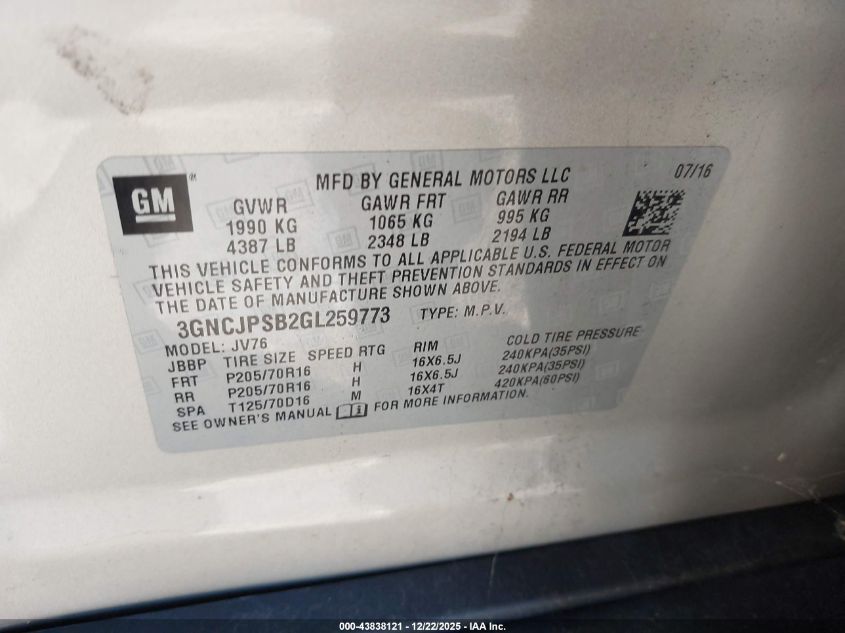 GM
MFD BY GENERAL MOTORS LLC
07/16
GVWR GAWR FRT GAWR RR
1990 KG 1065 KG 995 KG
4387 LB 2348 LB 2194 LB
THIS VEHICLE CONFORMS TO ALL APPLICABLE U.S. FEDERAL MOTOR
VEHICLE SAFETY AND THEFT PREVENTION STANDARDS IN EFFECT ON
THE DATE OF MANUFACTURE SHOWN ABOVE.
3GNCJPSB2GL259773 TYPE: M.P.V.
MODEL: JV76
JBBP TIRE SIZE SPEED RTG RIM COLD TIRE PRESSURE
FRT P205/70R16 H 16X6.5J 240KPA(35PSI)
RR P205/70R16 H 16X6.5J 240KPA(35PSI)
SPA T125/70D16 M 16X4T 420KPA(60PSI)
SEE OWNER'S MANUAL FOR MORE INFORMATION.
000-43838121 • 12/22/2025 - IAA Inc.